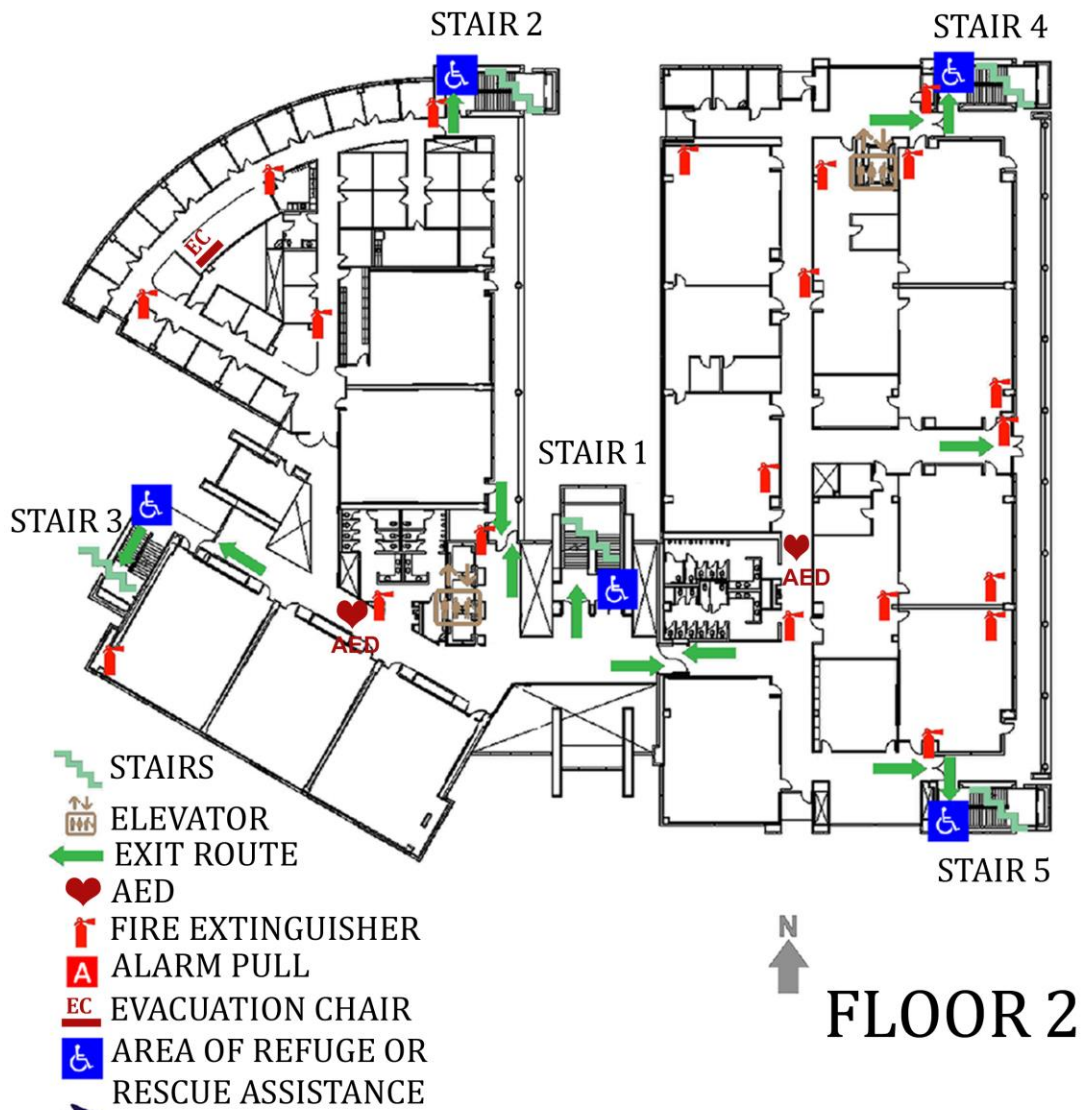 STAIR 2
STAIR 4
EC
STAIR 1
STAIR 3
AED
AED
STAIRS
ELEVATOR
EXIT ROUTE
AED
FIRE EXTINGUISHER
A ALARM PULL
EC EVACUATION CHAIR
AREA OF REFUGE OR
RESCUE ASSISTANCE
STAIR 5
N
FLOOR 2